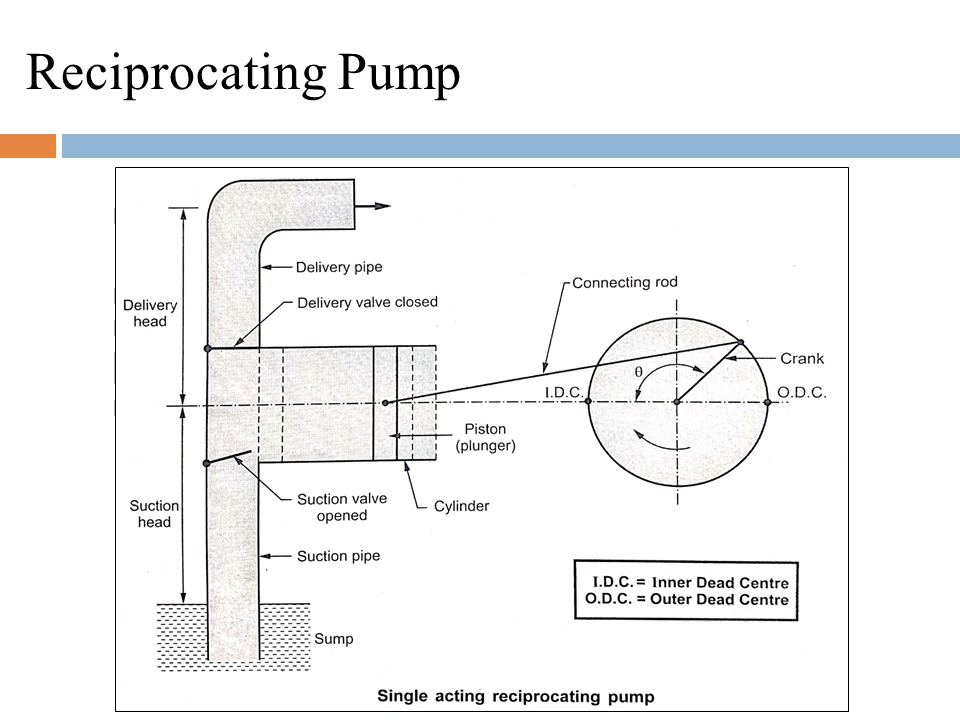 Reciprocating Pump
Delivery pipe
Delivery
head
Delivery valve closed
Connecting rod
Crank
θ
I.D.C.
O.D.C.
Piston
(plunger)
Suction
head
Suction valve
opened
Cylinder
Suction pipe
I.D.C. = Inner Dead Centre
O.D.C. = Outer Dead Centre
Sump
Single acting reciprocating pump